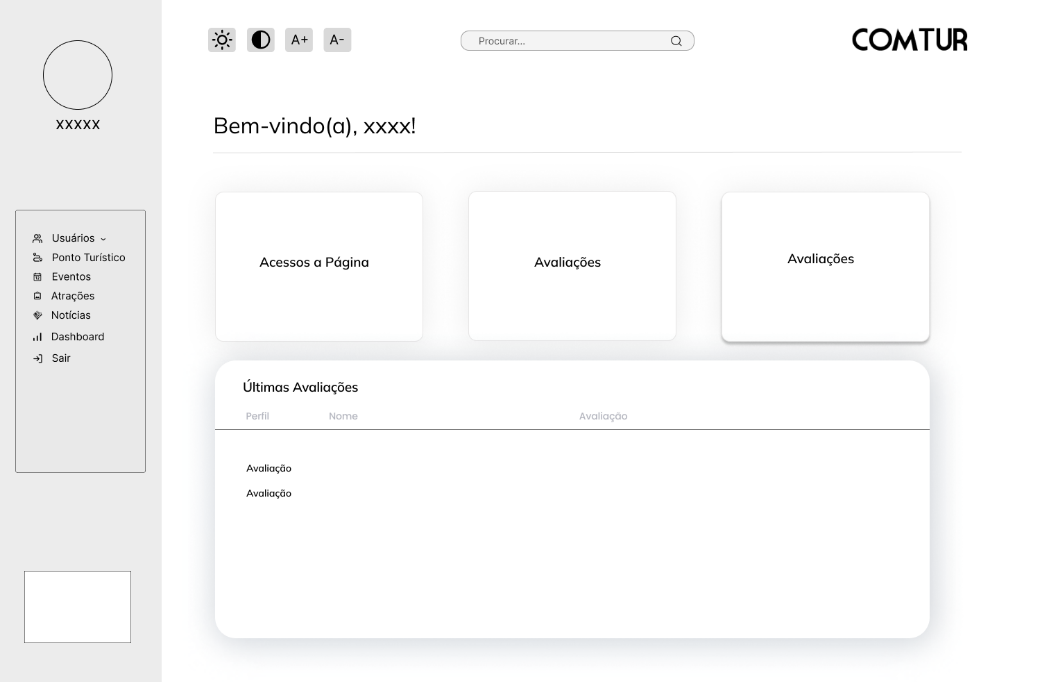 XXXXX
Usuários
Ponto Turístico
Eventos
Atrações
Notícias
Dashboard
Sair
A+ A-
Procurar...
COMTUR
Bem-vindo(a), xxxx!
Acessos a Página
Avaliações
Avaliações
Últimas Avaliações
Perfil Nome Avaliação
Avaliação
Avaliação